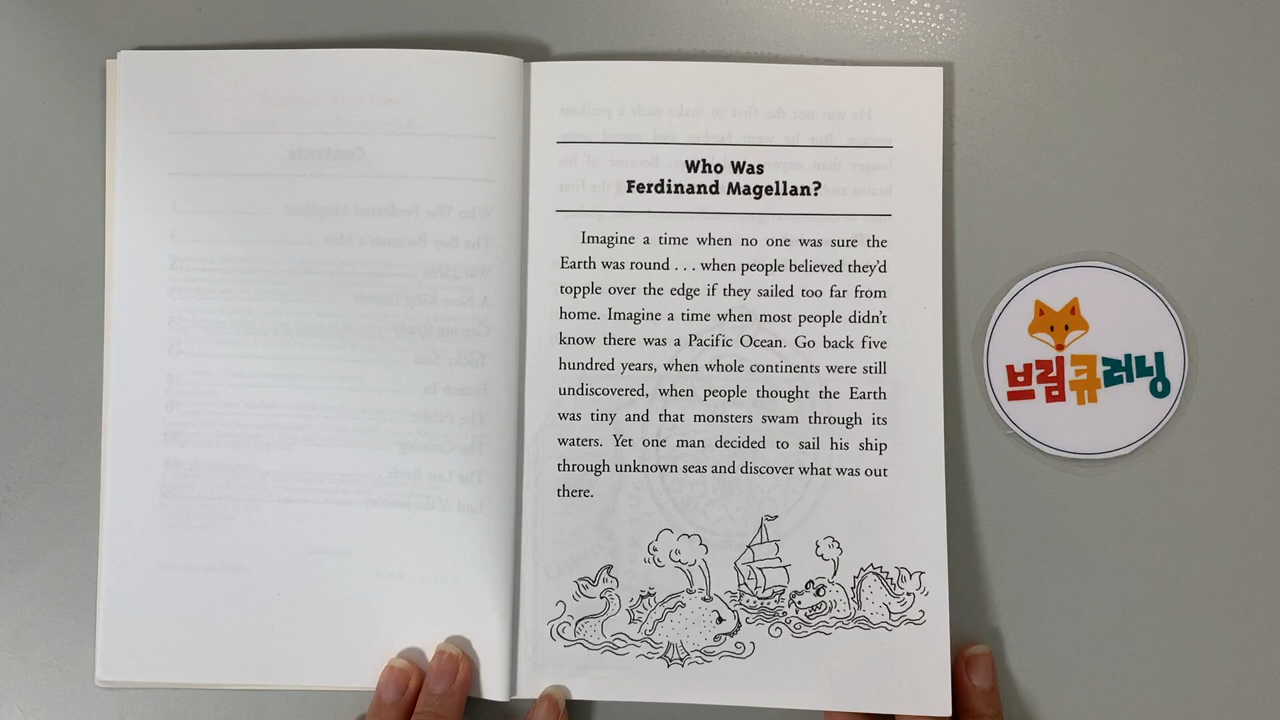 Who Was
Ferdinand Magellan?
Imagine a time when no one was sure the
Earth was round . . . when people believed they’d
topple over the edge if they sailed too far from
home. Imagine a time when most people didn’t
know there was a Pacific Ocean. Go back five
hundred years, when whole continents were still
undiscovered, when people thought the Earth
was tiny and that monsters swam through its
waters. Yet one man decided to sail his ship
through unknown seas and discover what was out
there.
브림큐러닝